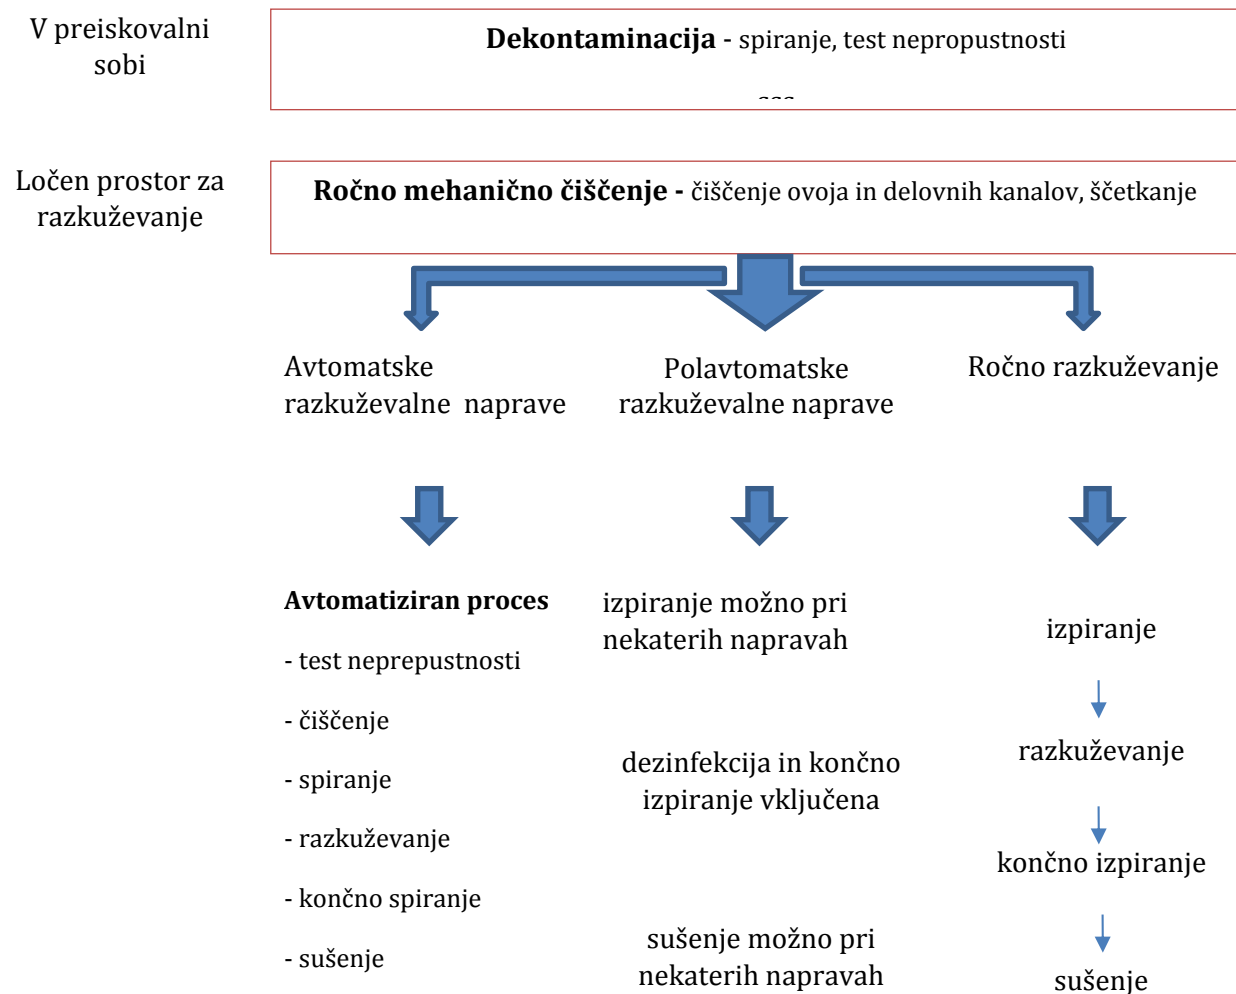 V preiskovalni
sobi
Dekontaminacija - spiranje, test nepropustnosti
Ločen prostor za
razkuževanje
Ročno mehanično čiščenje - čiščenje ovoja in delovnih kanalov, ščetkanje
Avtomatske
razkuževalne naprave
Polavtomatske
razkuževalne naprave
Ročno razkuževanje
Avtomatiziran proces
- test neprepustnosti
- čiščenje
- spiranje
- razkuževanje
- končno spiranje
- sušenje
izpiranje možno pri
nekaterih napravah
dezinfekcija in končno
izpiranje vključena
sušenje možno pri
nekaterih napravah
izpiranje
razkuževanje
končno izpiranje
sušenje